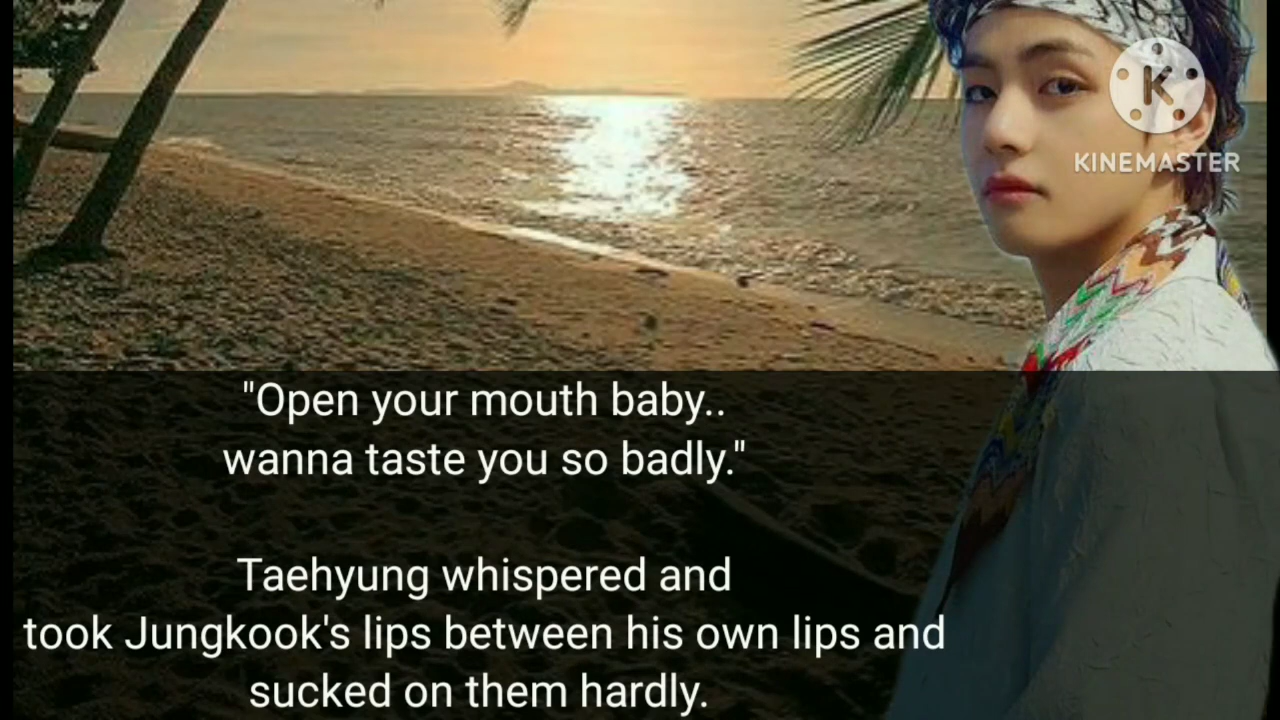 K
KINEMASTER
"Open your mouth baby..
wanna taste you so badly."
Taehyung whispered and
took Jungkook's lips between his own lips and
sucked on them hardly.